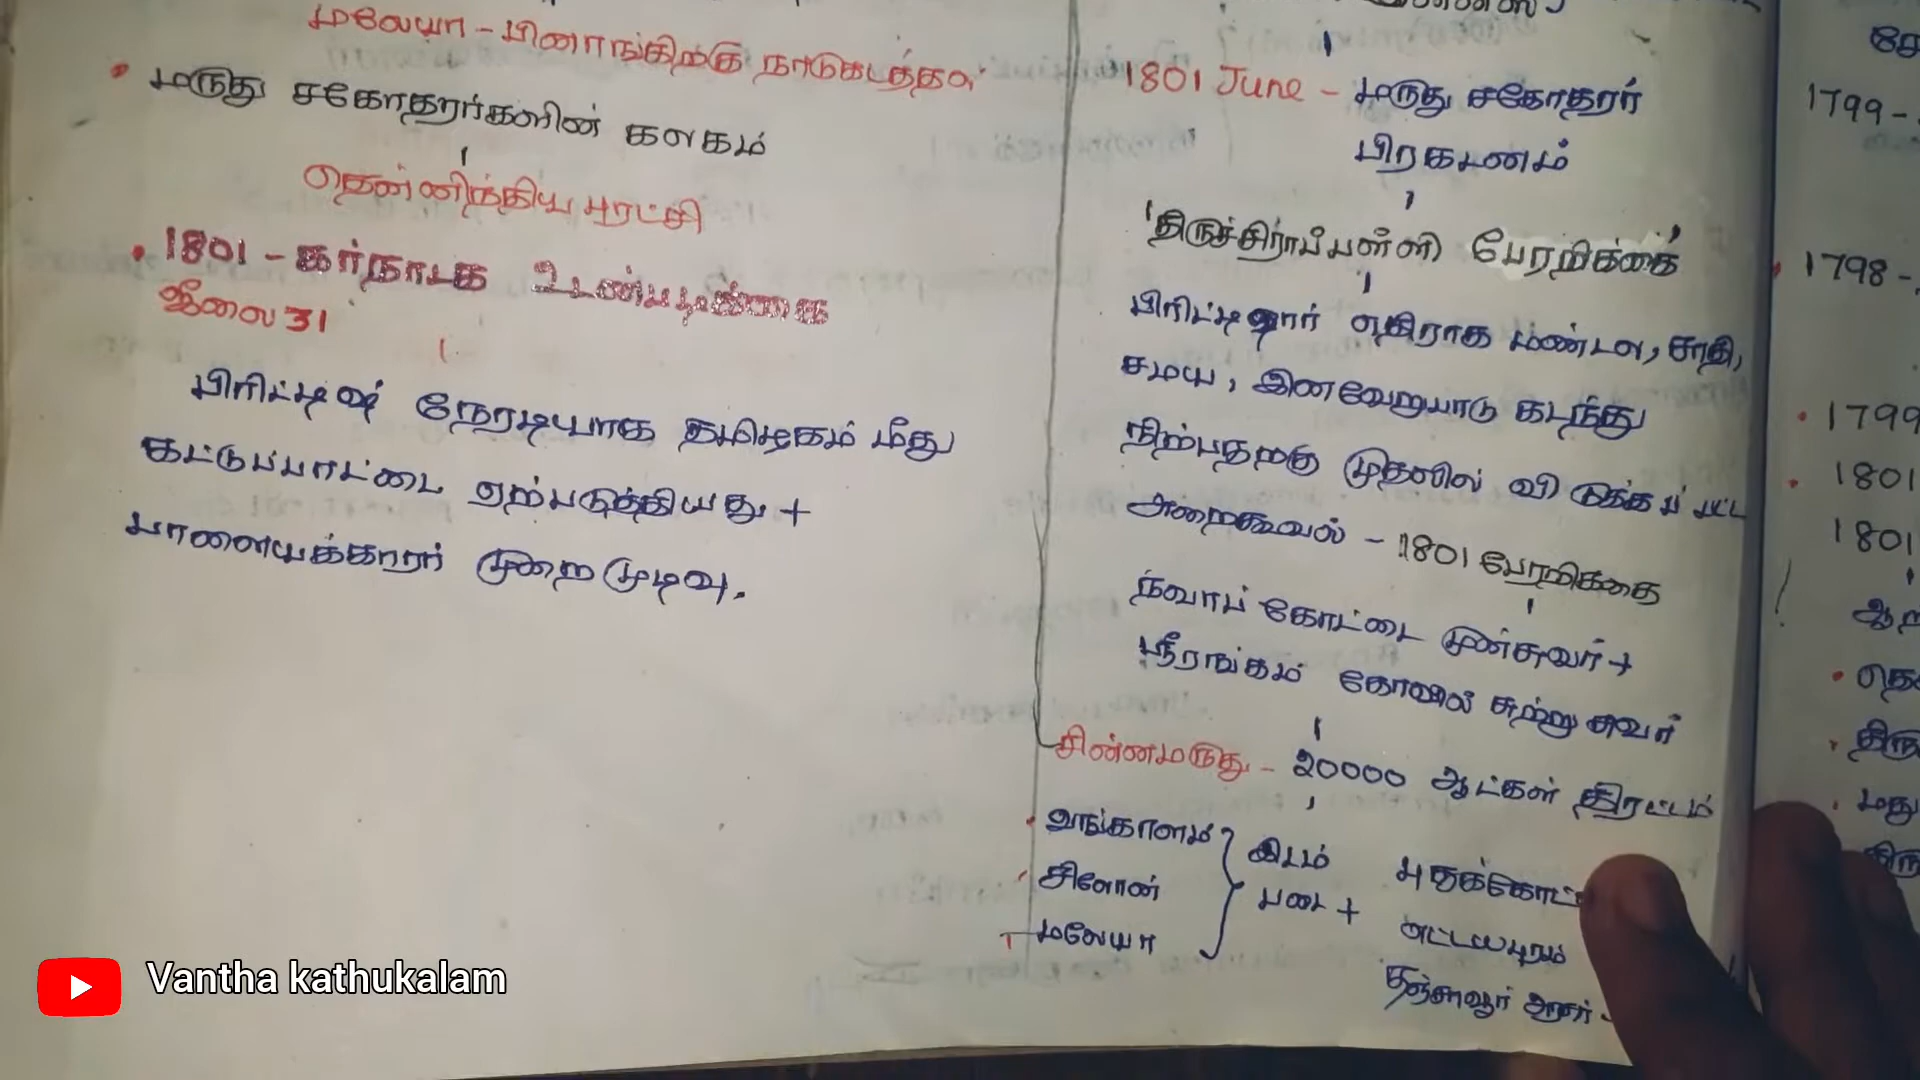 மலேயா - பினாங்கிற்கு நாடுகடத்தல்
• மருது சகோதரர்களின் கலகம்
தென்னிந்திய புரட்சி
• 1801 - கர்நாடக உடன்படிக்கை
ஜீலை 31
பிரிட்டிஷ் நேரடியாக தமிழகம் மீது
கட்டுப்பாட்டை ஏற்படுத்தியது +
பாளையக்காரர் முறை முடிவு.
1801 June - மருது சகோதரர்
பிரகடனம்
'திருச்சிராப்பள்ளி பேரறிக்கை'
பிரிட்டிஷார் எதிராக மண்டல, சாதி,
சமய, இனவேறுபாடு கடந்து
நிற்பதற்கு முதலில் விடுக்கப்பட்ட
அறைகூவல் - 1801 பேரறிக்கை
நவாப் கோட்டை முன்சுவர் +
ஸ்ரீரங்கம் கோவில் சுற்று சுவர்
சின்னமருது - 20000 ஆட்கள் திரட்டம்
• வங்காளம்
சிலோன்
மலேயா
இடம்
படை +
புதுக்கோட்
எட்டயபுரம்
தஞ்சாவூர் அரசர் -
சே
1799 -
• 1798 -
• 1799
• 1801
1801
• தெ
• திரு
• மது
Vantha kathukalam